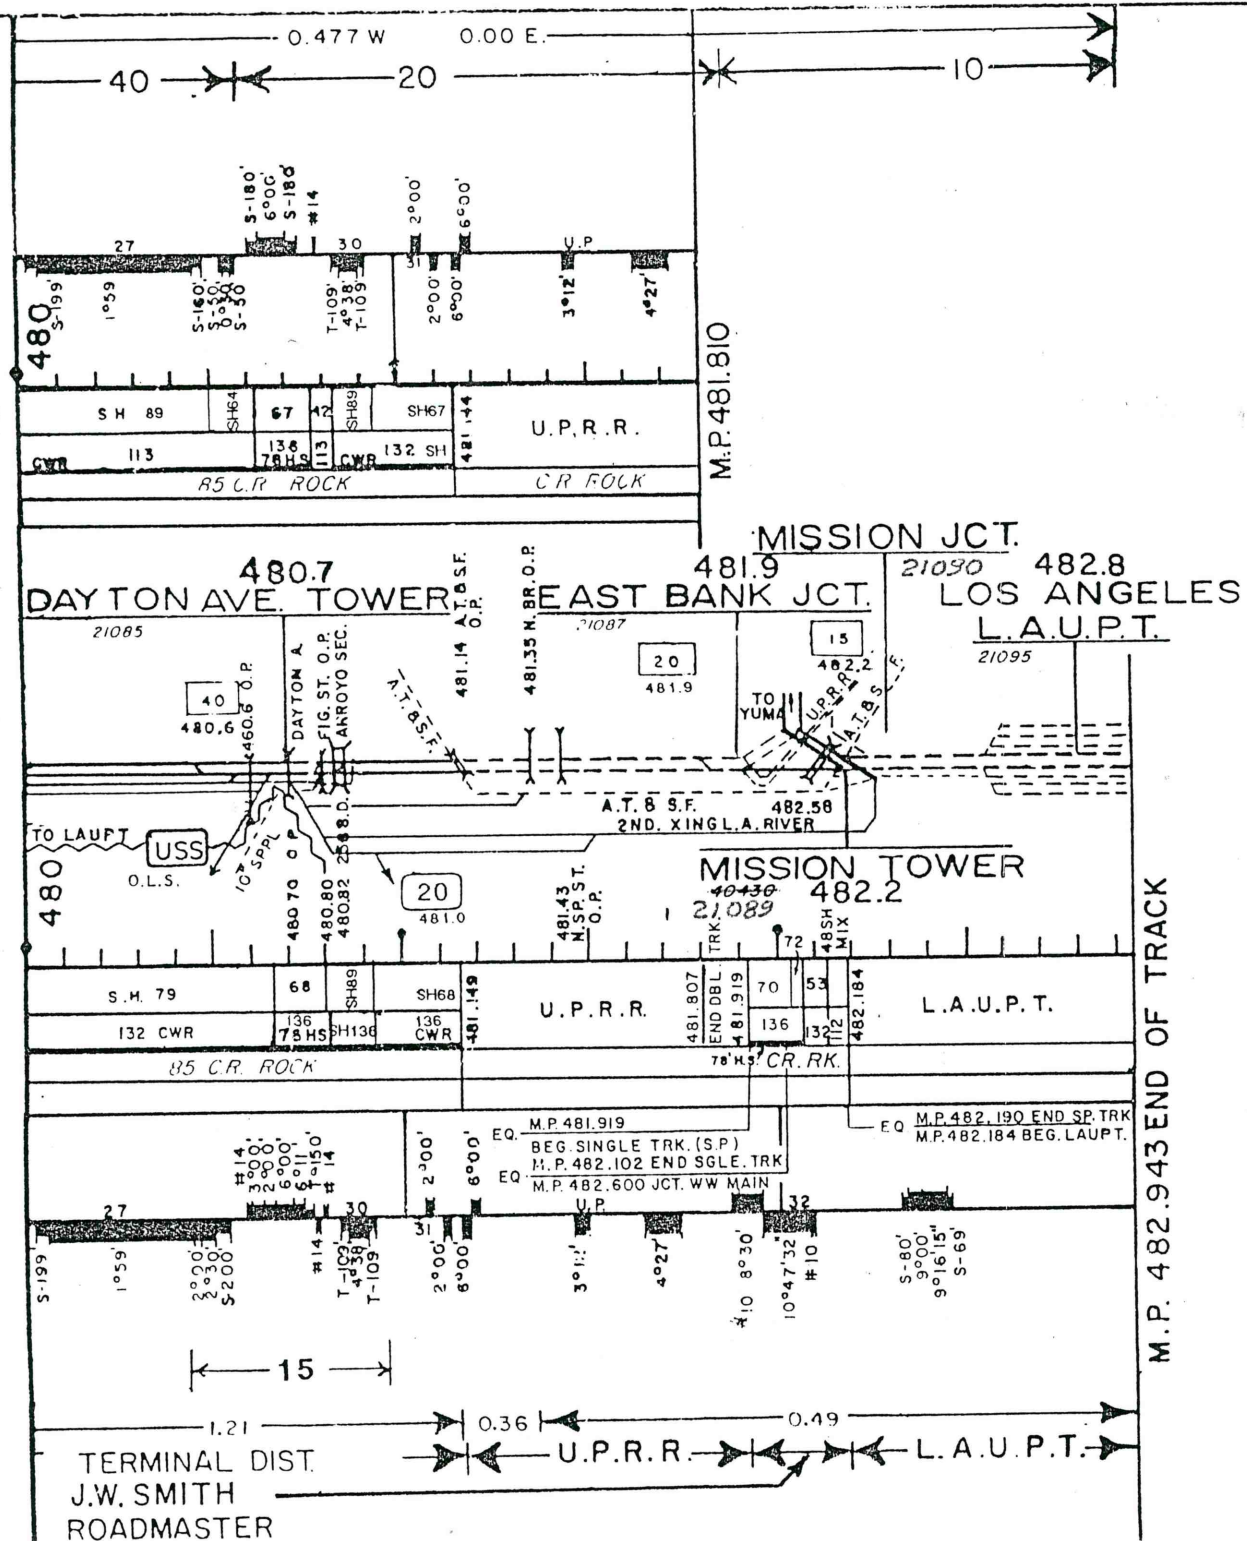 0.477 W 0.00 E.
40 20 10
S-180'
6°00'
S-180'
#14
2°00'
6°00'
27 30 31 U.P
S-199'
1°59
S-160'
S-50'
0°30'
S-50
T-109'
4°38'
T-109'
2°00'
6°00'
3°12'
4°27'
480
M.P. 481.810
SH 89 SH64 67 42 SH89 SH67 481.144 U.P.R.R.
CWR 113 136 78HS 113 CWR 132 SH
85 C.R ROCK CR ROCK
MISSION JCT.
480.7 481.9 21090 482.8
DAYTON AVE. TOWER EAST BANK JCT. LOS ANGELES
L.A.U.P.T.
21085 21087 21095
481.14 A.T.&S.F. O.P.
481.35 N. BR. O.P.
40
480.6
460.6 O.P.
DAYTON A.
FIG. ST. O.P.
ARROYO SEC.
A.T.&S.F.
20
481.9
15
482.2
TO YUMA
U.P.R.R.
A.T.& S. F.
A.T. & S.F. 482.58
2ND. XING L.A. RIVER
TO LAUPT
USS
O.L.S.
10" SPPL
480.70 O.P
480.80
480.82
20
481.0
480
481.43 N.SP.ST. O.P.
MISSION TOWER
40430 482.2
21089
72
48SH MIX
S.H. 79 68 SH89 SH68 481.149 U.P.R.R. 481.807 END DBL. TRK. 481.919 70 53 482.184 L.A.U.P.T.
132 CWR 136 78HS SH136 136 CWR 136 132 112
85 C.R. ROCK 78'H.S. CR. RK.
M.P. 482.943 END OF TRACK
EQ. M.P. 481.919
BEG. SINGLE TRK. (S.P)
M.P. 482.102 END SGLE. TRK
EQ M.P. 482.600 JCT. WW MAIN
EQ M.P. 482.190 END SP. TRK
M.P. 482.184 BEG. LAUPT.
#14
3°00'
2°00'
6°00'
6°11'
T-150'
#14
2°00'
6°00'
27 30 31 U.P. 32
S-199'
1°59'
2°00'
2°30'
S-200'
#14
T-109'
4°38'
T-109'
2°00'
6°00'
4°27'
#10
8°30'
10°47'32"
#10
S-80'
9°00'
9°16'15"
S-69'
15
1.21 0.36 0.49
U.P.R.R. L.A.U.P.T.
TERMINAL DIST.
J.W. SMITH
ROADMASTER